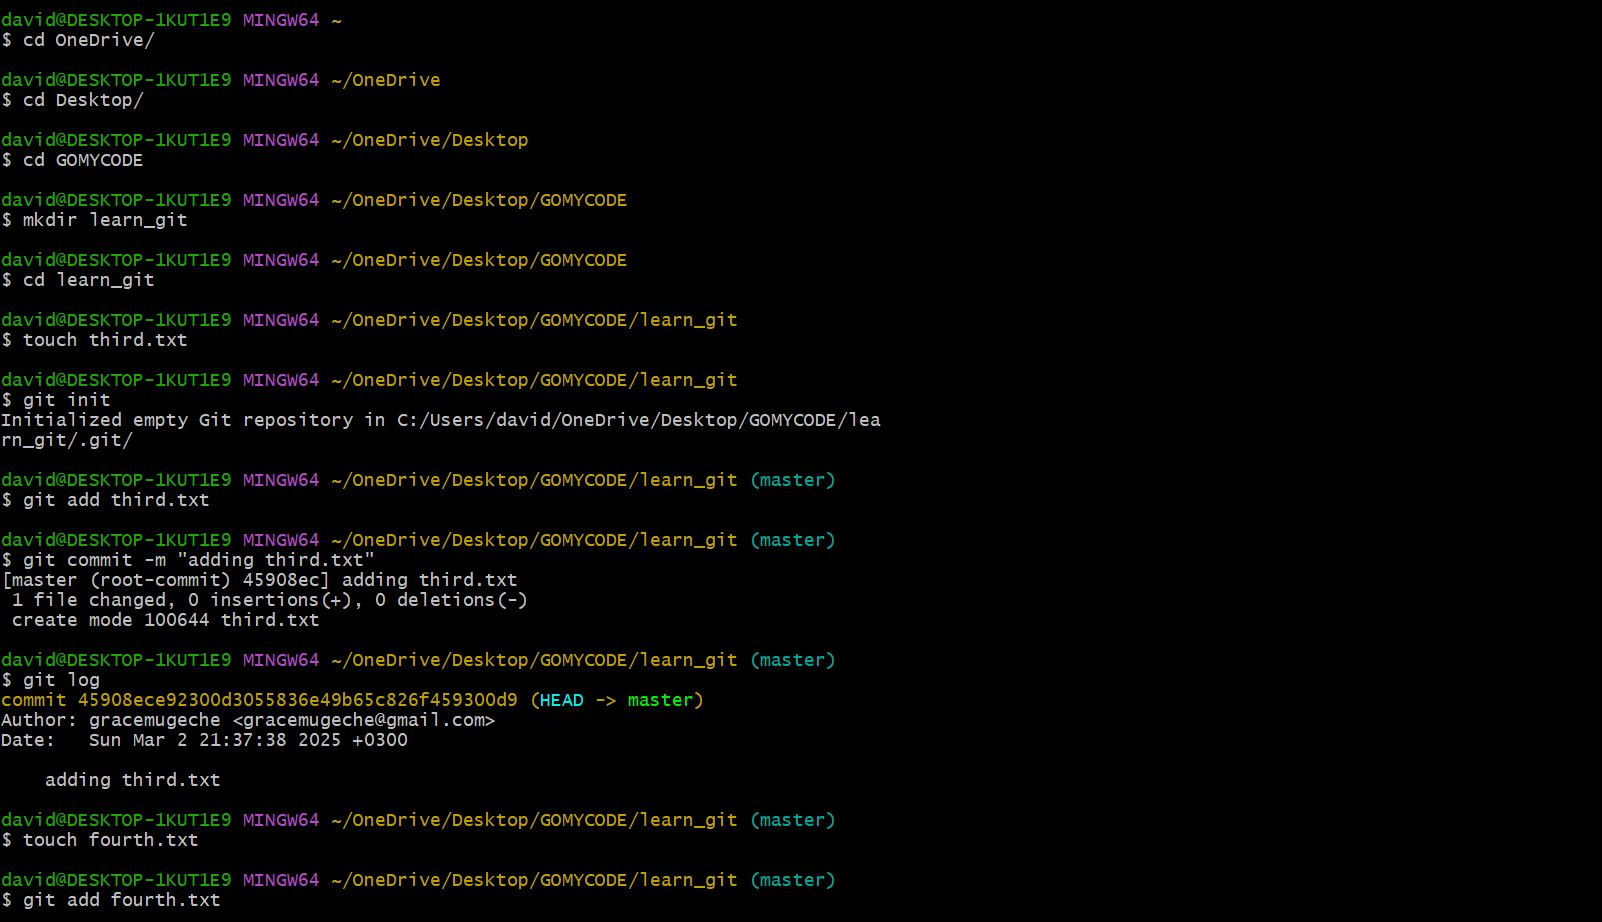 david@DESKTOP-1KUT1E9 MINGW64 ~
$ cd OneDrive/
david@DESKTOP-1KUT1E9 MINGW64 ~/OneDrive
$ cd Desktop/
david@DESKTOP-1KUT1E9 MINGW64 ~/OneDrive/Desktop
$ cd GOMYCODE
david@DESKTOP-1KUT1E9 MINGW64 ~/OneDrive/Desktop/GOMYCODE
$ mkdir learn_git
david@DESKTOP-1KUT1E9 MINGW64 ~/OneDrive/Desktop/GOMYCODE
$ cd learn_git
david@DESKTOP-1KUT1E9 MINGW64 ~/OneDrive/Desktop/GOMYCODE/learn_git
$ touch third.txt
david@DESKTOP-1KUT1E9 MINGW64 ~/OneDrive/Desktop/GOMYCODE/learn_git
$ git init
Initialized empty Git repository in C:/Users/david/OneDrive/Desktop/GOMYCODE/lea
rn_git/.git/
david@DESKTOP-1KUT1E9 MINGW64 ~/OneDrive/Desktop/GOMYCODE/learn_git (master)
$ git add third.txt
david@DESKTOP-1KUT1E9 MINGW64 ~/OneDrive/Desktop/GOMYCODE/learn_git (master)
$ git commit -m "adding third.txt"
[master (root-commit) 45908ec] adding third.txt
 1 file changed, 0 insertions(+), 0 deletions(-)
 create mode 100644 third.txt
david@DESKTOP-1KUT1E9 MINGW64 ~/OneDrive/Desktop/GOMYCODE/learn_git (master)
$ git log
commit 45908ece92300d3055836e49b65c826f459300d9 (HEAD -> master)
Author: gracemugeche <gracemugeche@gmail.com>
Date:   Sun Mar 2 21:37:38 2025 +0300
    adding third.txt
david@DESKTOP-1KUT1E9 MINGW64 ~/OneDrive/Desktop/GOMYCODE/learn_git (master)
$ touch fourth.txt
david@DESKTOP-1KUT1E9 MINGW64 ~/OneDrive/Desktop/GOMYCODE/learn_git (master)
$ git add fourth.txt